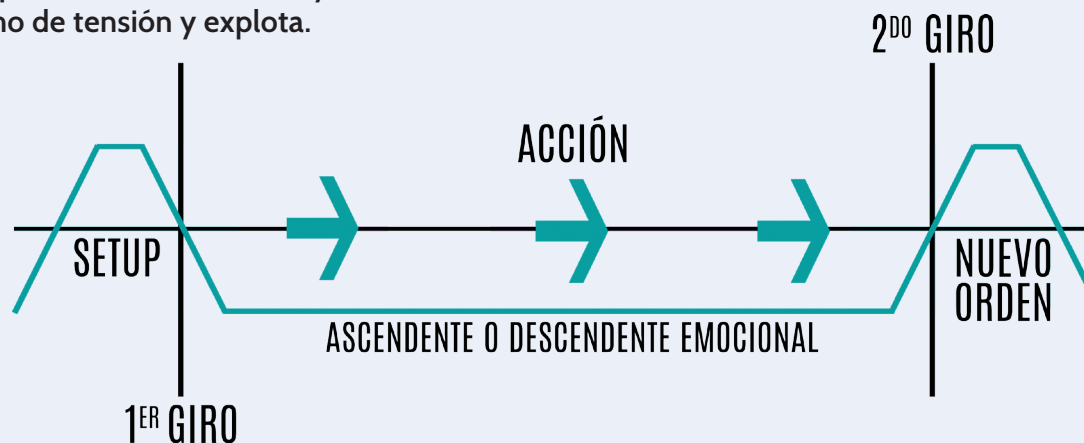 no de tensión y explota.
2DO GIRO
ACCIÓN
SETUP
NUEVO
ORDEN
ASCENDENTE O DESCENDENTE EMOCIONAL
1ER GIRO